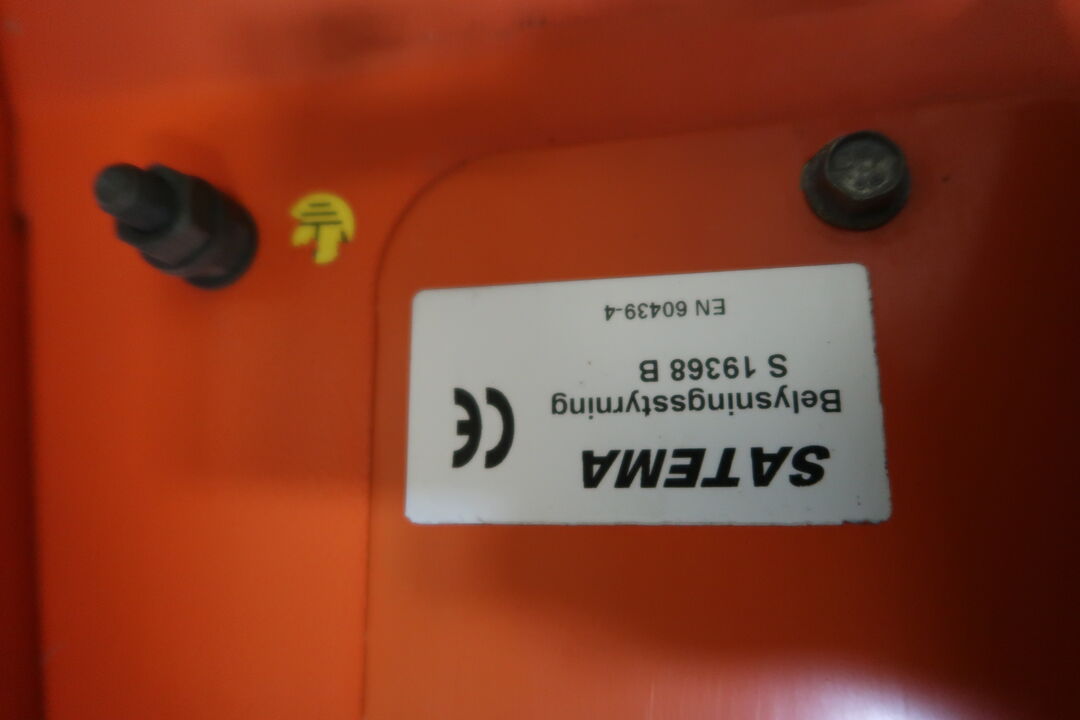 SATEMA
Belysningsstyrning
S 19368 B
EN 60439-4
CE